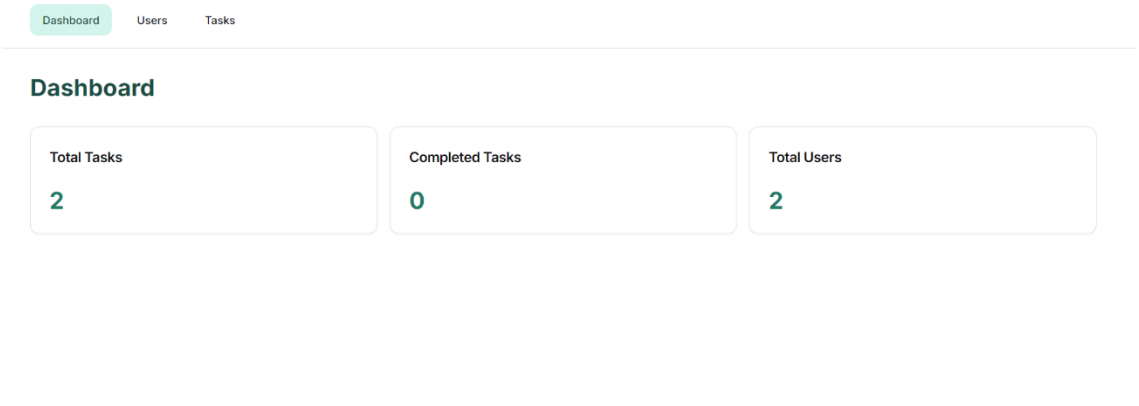 Dashboard Users Tasks
Dashboard
Total Tasks
2
Completed Tasks
0
Total Users
2